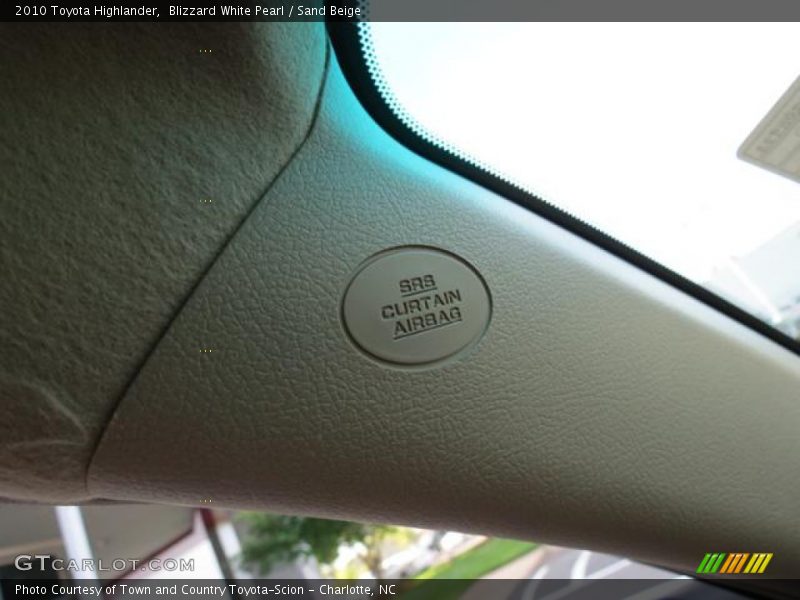 2010 Toyota Highlander,  Blizzard White Pearl / Sand Beige
SRS
CURTAIN
AIRBAG
GTCARLOT.COM
Photo Courtesy of Town and Country Toyota-Scion - Charlotte, NC